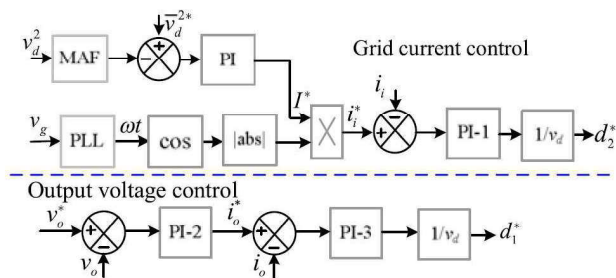 v̄_d^{2*}
v_d^2 MAF − + PI Grid current control
I* i_i
v_g PLL ωt cos |abs| × i_i^* + − PI-1 1/v_d d_2^*
Output voltage control
v_o^* + − PI-2 i_o^* + − PI-3 1/v_d d_1^*
v_o i_o